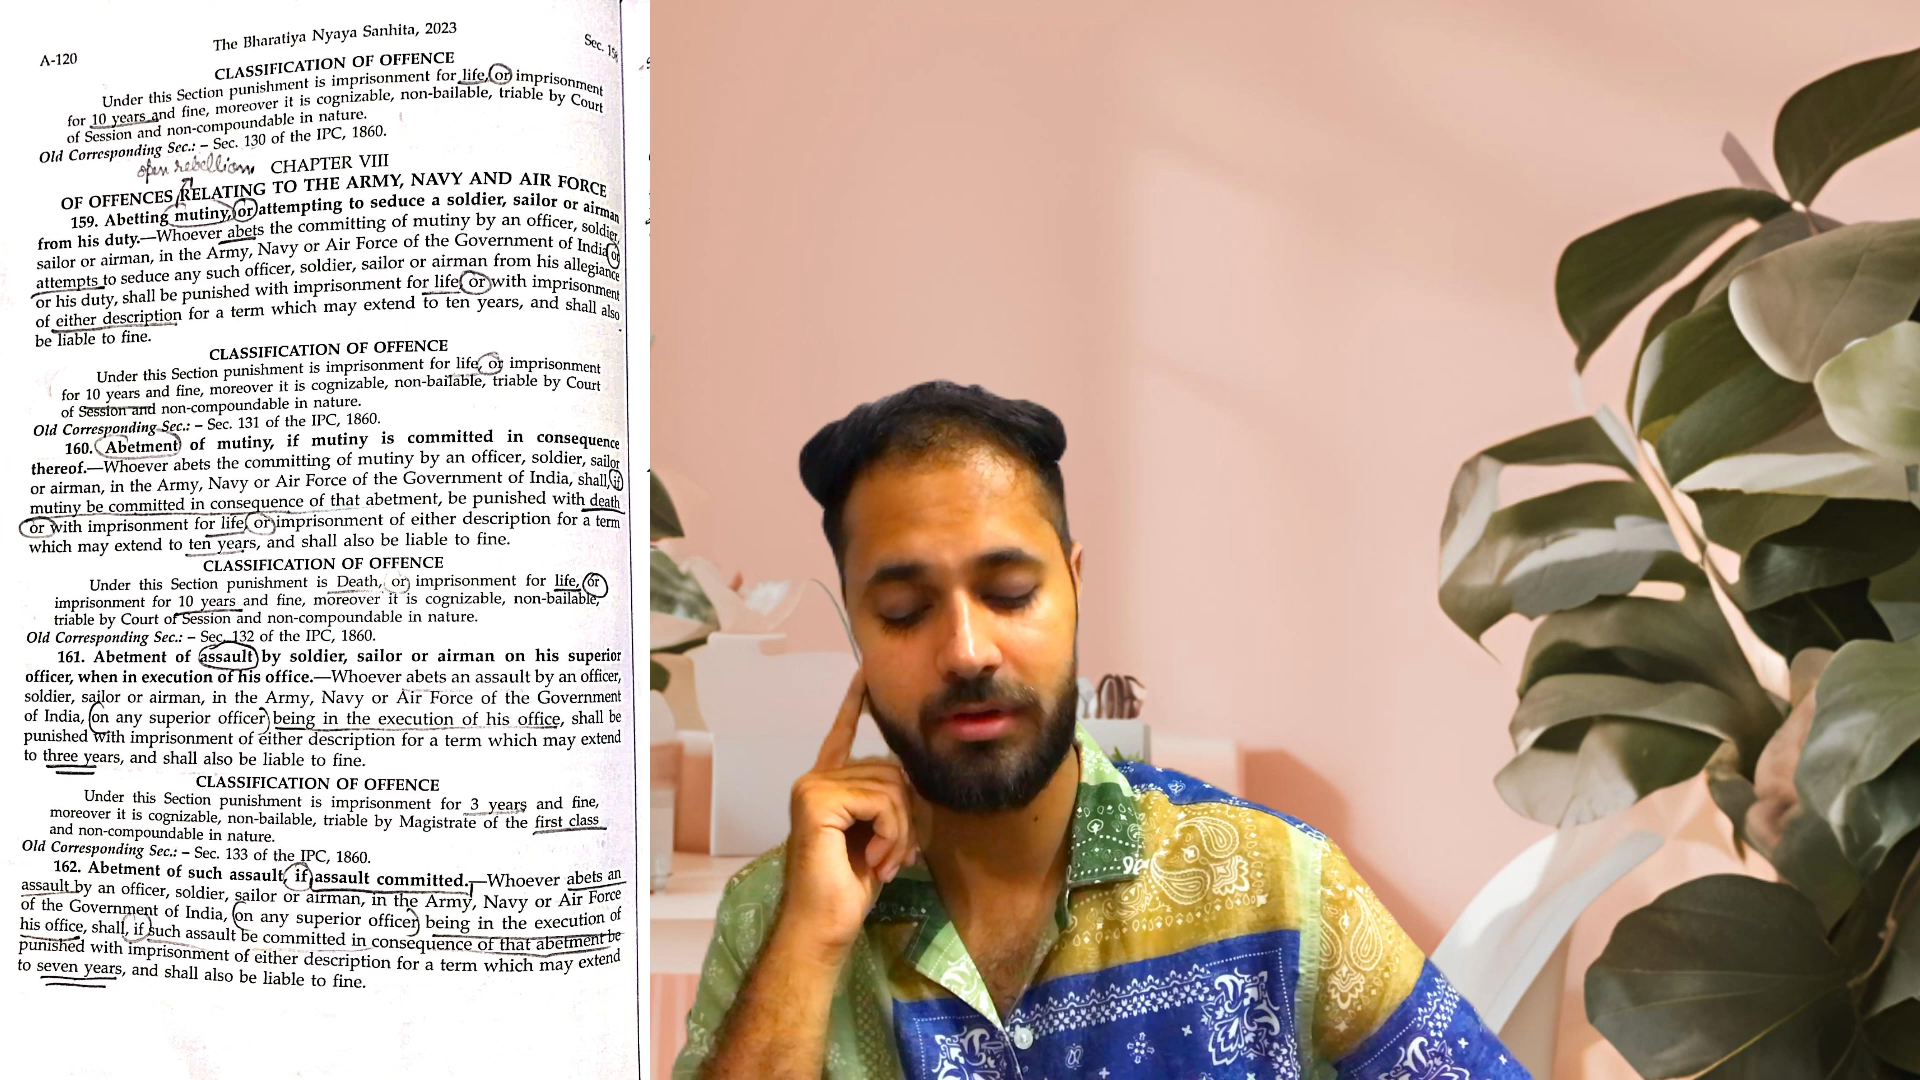 The Bharatiya Nyaya Sanhita, 2023
A-120
Sec.
CLASSIFICATION OF OFFENCE
Under this Section punishment is imprisonment for life, or imprisonment
for 10 years and fine, moreover it is cognizable, non-bailable, triable by Court
of Session and non-compoundable in nature.
Old Corresponding Sec.: – Sec. 130 of the IPC, 1860.
open rebellion
CHAPTER VIII
OF OFFENCES RELATING TO THE ARMY, NAVY AND AIR FORCE
159. Abetting mutiny, or attempting to seduce a soldier, sailor or airman
from his duty.—Whoever abets the committing of mutiny by an officer, soldier,
sailor or airman, in the Army, Navy or Air Force of the Government of India or
attempts to seduce any such officer, soldier, sailor or airman from his allegiance
or his duty, shall be punished with imprisonment for life, or with imprisonment
of either description for a term which may extend to ten years, and shall also
be liable to fine.
CLASSIFICATION OF OFFENCE
Under this Section punishment is imprisonment for life, or imprisonment
for 10 years and fine, moreover it is cognizable, non-bailable, triable by Court
of Session and non-compoundable in nature.
Old Corresponding Sec.: – Sec. 131 of the IPC, 1860.
160. Abetment of mutiny, if mutiny is committed in consequence
thereof.—Whoever abets the committing of mutiny by an officer, soldier, sailor
or airman, in the Army, Navy or Air Force of the Government of India, shall, if
mutiny be committed in consequence of that abetment, be punished with death
or with imprisonment for life, or imprisonment of either description for a term
which may extend to ten years, and shall also be liable to fine.
CLASSIFICATION OF OFFENCE
Under this Section punishment is Death, or imprisonment for life, or
imprisonment for 10 years and fine, moreover it is cognizable, non-bailable,
triable by Court of Session and non-compoundable in nature.
Old Corresponding Sec.: – Sec. 132 of the IPC, 1860.
161. Abetment of assault by soldier, sailor or airman on his superior
officer, when in execution of his office.—Whoever abets an assault by an officer,
soldier, sailor or airman, in the Army, Navy or Air Force of the Government
of India, on any superior officer being in the execution of his office, shall be
punished with imprisonment of either description for a term which may extend
to three years, and shall also be liable to fine.
CLASSIFICATION OF OFFENCE
Under this Section punishment is imprisonment for 3 years and fine,
moreover it is cognizable, non-bailable, triable by Magistrate of the first class
and non-compoundable in nature.
Old Corresponding Sec.: – Sec. 133 of the IPC, 1860.
162. Abetment of such assault, if assault committed.—Whoever abets an
assault by an officer, soldier, sailor or airman, in the Army, Navy or Air Force
of the Government of India, on any superior officer being in the execution of
his office, shall, if such assault be committed in consequence of that abetment be
punished with imprisonment of either description for a term which may extend
to seven years, and shall also be liable to fine.